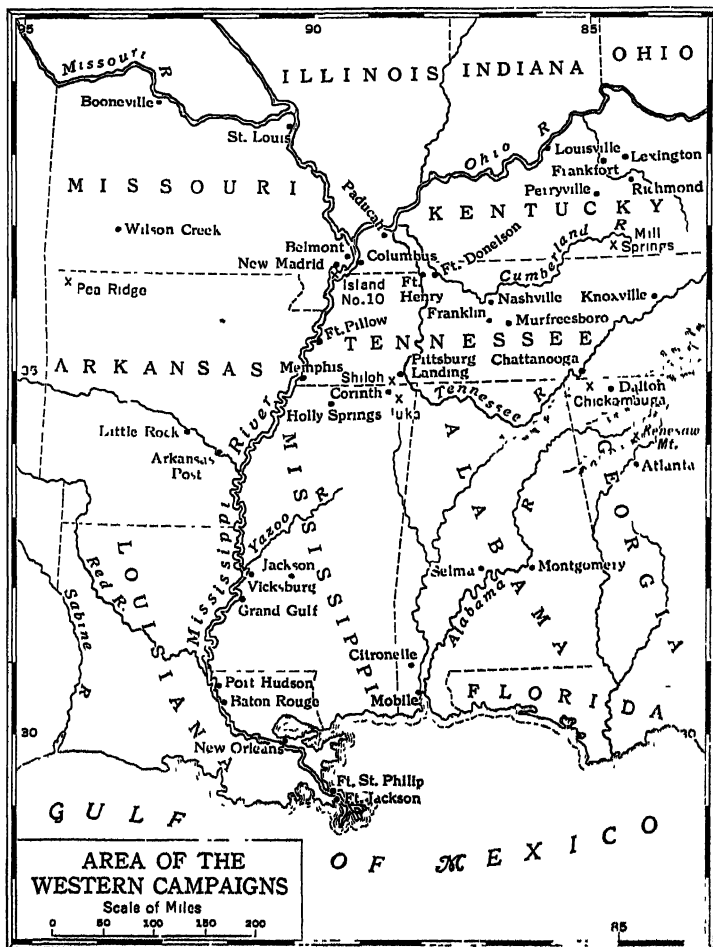 95
90
85
Missouri R
ILLINOIS
INDIANA
OHIO
Booneville
St. Louis
Ohio R
Louisville
Lexington
Frankfort
Perryville
Richmond
MISSOURI
Paducah
KENTUCKY
Wilson Creek
Belmont
New Madrid
Columbus
Ft. Donelson
Cumberland R
Mill
Springs
Pea Ridge
Island
No.10
Ft.
Henry
Nashville
Knoxville
Franklin
Murfreesboro
Ft. Pillow
TENNESSEE
35
ARKANSAS
Memphis
Pittsburg
Landing
Chattanooga
Shiloh
Corinth
Iuka
Tennessee R
Dalton
Chickamauga
Holly Springs
Kenesaw
Mt.
Little Rock
Arkansas
Post
Atlanta
Mississippi River
MISSISSIPPI
ALABAMA
GEORGIA
Yazoo R
LOUISIANA
Red R.
Sabine R
Jackson
Vicksburg
Grand Gulf
Selma
Montgomery
Alabama R
Citronelle
Port Hudson
Baton Rouge
Mobile
FLORIDA
30
30
New Orleans
Ft. St. Philip
Ft. Jackson
GULF OF MEXICO
AREA OF THE
WESTERN CAMPAIGNS
Scale of Miles
0 50 100 150 200
85